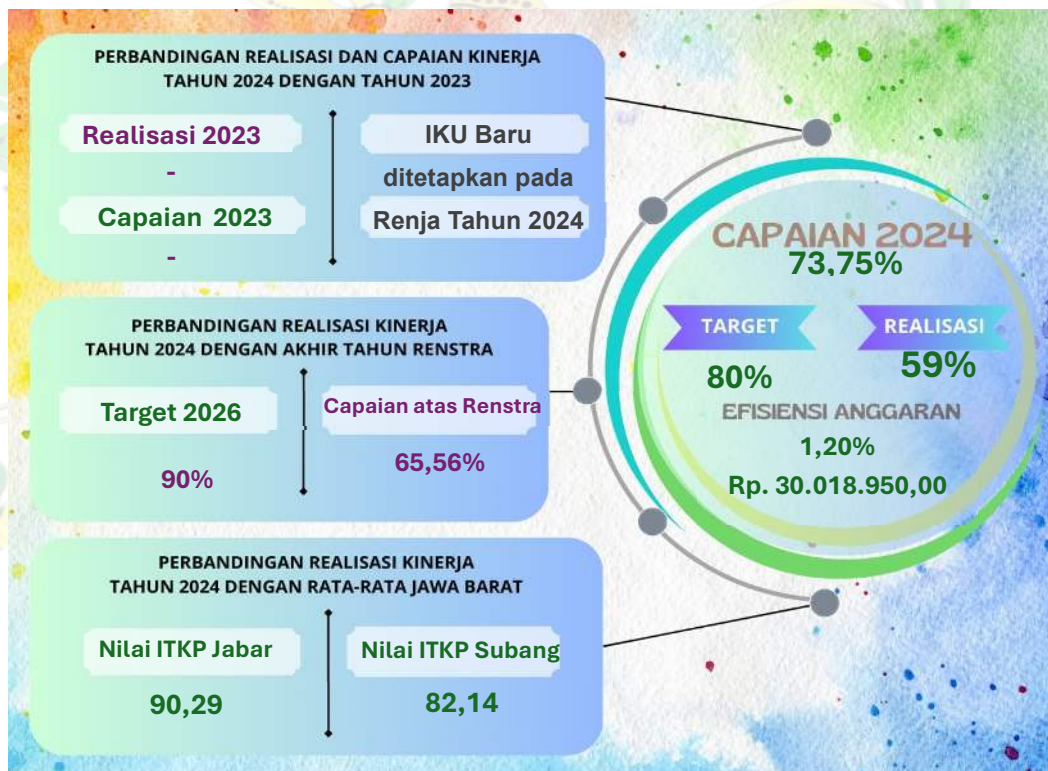 PERBANDINGAN REALISASI DAN CAPAIAN KINERJA
TAHUN 2024 DENGAN TAHUN 2023
Realisasi 2023
-
Capaian 2023
-
IKU Baru
ditetapkan pada
Renja Tahun 2024
PERBANDINGAN REALISASI KINERJA
TAHUN 2024 DENGAN AKHIR TAHUN RENSTRA
Target 2026
90%
Capaian atas Renstra
65,56%
PERBANDINGAN REALISASI KINERJA
TAHUN 2024 DENGAN RATA-RATA JAWA BARAT
Nilai ITKP Jabar
90,29
Nilai ITKP Subang
82,14
CAPAIAN 2024
73,75%
TARGET
80%
REALISASI
59%
EFISIENSI ANGGARAN
1,20%
Rp. 30.018.950,00